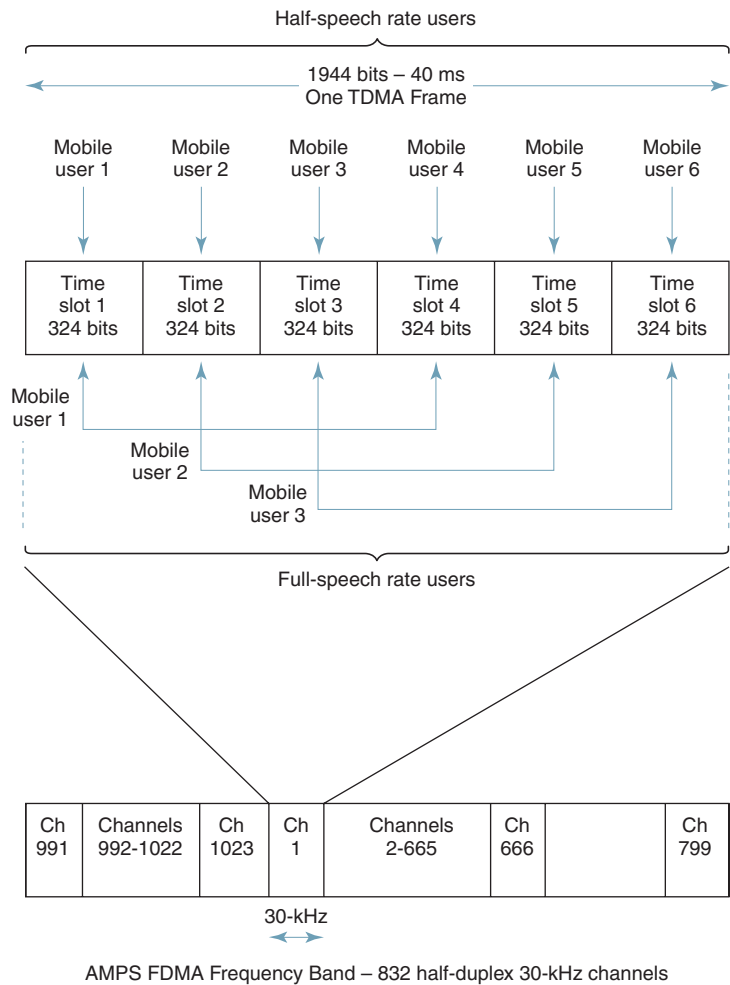 Half-speech rate users
1944 bits – 40 ms
One TDMA Frame
Mobile
user 1
Mobile
user 2
Mobile
user 3
Mobile
user 4
Mobile
user 5
Mobile
user 6
Time
slot 1
324 bits
Time
slot 2
324 bits
Time
slot 3
324 bits
Time
slot 4
324 bits
Time
slot 5
324 bits
Time
slot 6
324 bits
Mobile
user 1
Mobile
user 2
Mobile
user 3
Full-speech rate users
Ch
991
Channels
992-1022
Ch
1023
Ch
1
Channels
2-665
Ch
666
Ch
799
30-kHz
AMPS FDMA Frequency Band – 832 half-duplex 30-kHz channels